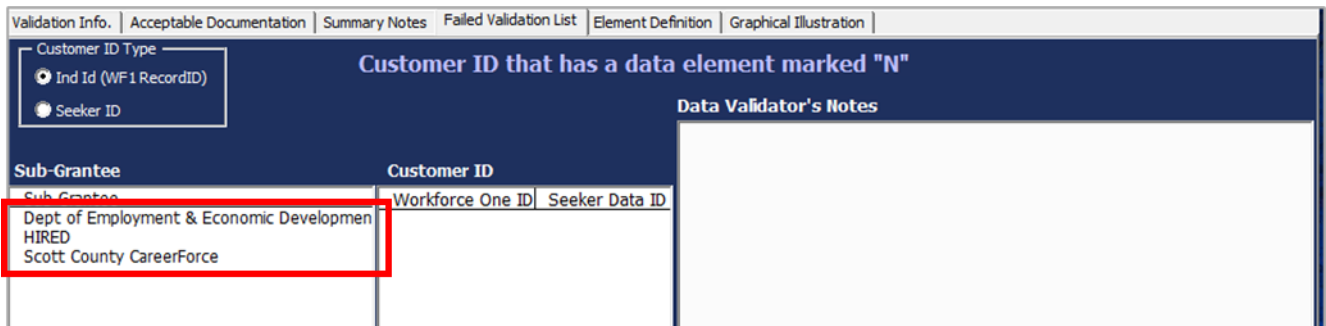 Validation Info. Acceptable Documentation Summary Notes Failed Validation List Element Definition Graphical Illustration
Customer ID Type
Ind Id (WF1 RecordID)
Seeker ID
Customer ID that has a data element marked "N"
Data Validator's Notes
Sub-Grantee
Customer ID
Sub Grantee
Workforce One ID Seeker Data ID
Dept of Employment & Economic Developmen
HIRED
Scott County CareerForce